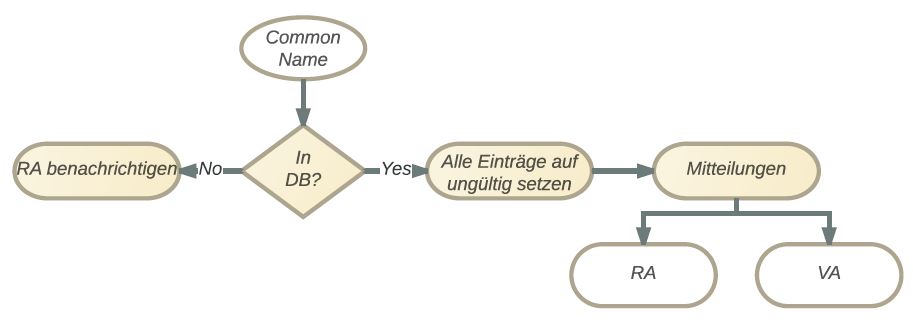 Common
Name
RA benachrichtigen
No
In
DB?
Yes
Alle Einträge auf
ungültig setzen
Mitteilungen
RA
VA